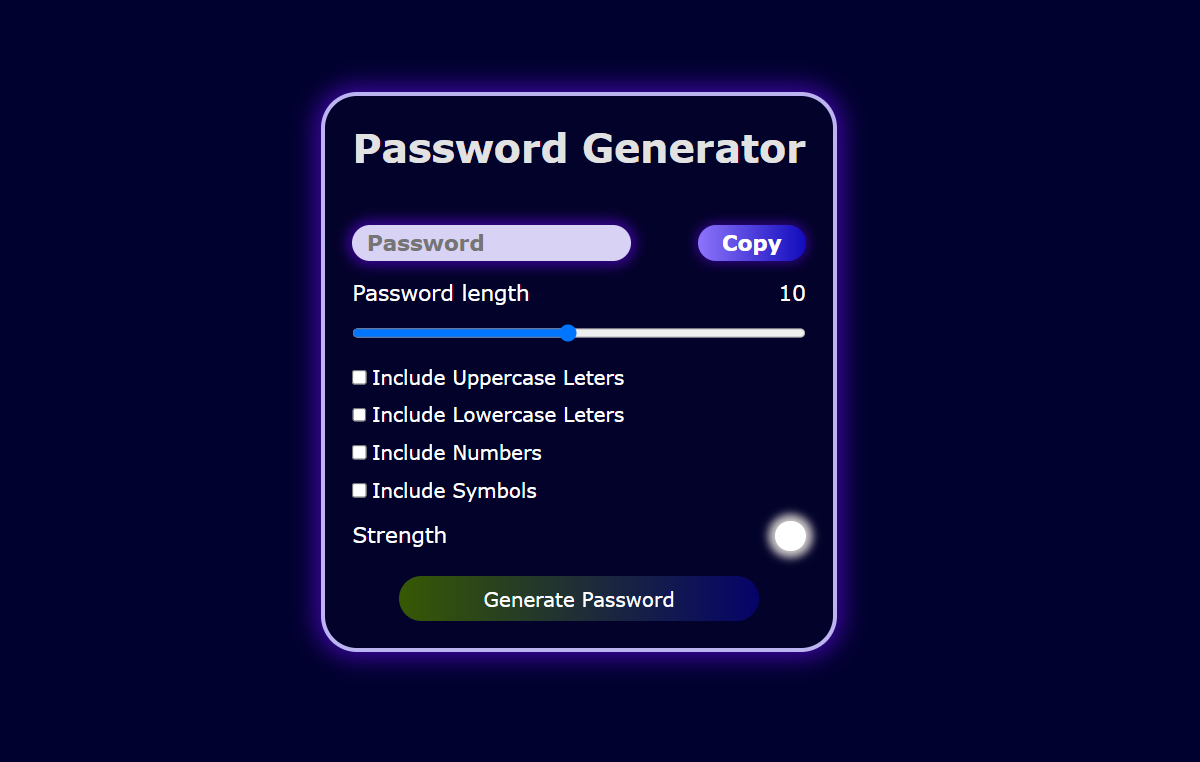 Password Generator
Password Copy
Password length 10
Include Uppercase Leters
Include Lowercase Leters
Include Numbers
Include Symbols
Strength
Generate Password